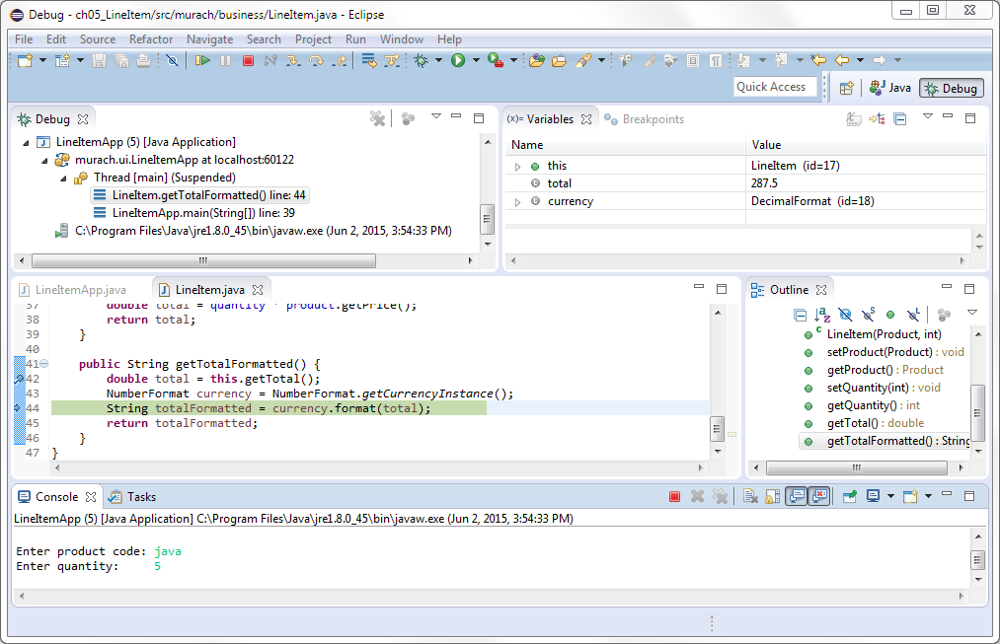 Debug - ch05_LineItem/src/murach/business/LineItem.java - Eclipse
File Edit Source Refactor Navigate Search Project Run Window Help
Quick Access
Java
Debug
Debug
LineItemApp (5) [Java Application]
murach.ui.LineItemApp at localhost:60122
Thread [main] (Suspended)
LineItem.getTotalFormatted() line: 44
LineItemApp.main(String[]) line: 39
C:\Program Files\Java\jre1.8.0_45\bin\javaw.exe (Jun 2, 2015, 3:54:33 PM)
(x)= Variables Breakpoints
Name Value
this LineItem (id=17)
total 287.5
currency DecimalFormat (id=18)
LineItemApp.java LineItem.java
37 double total = quantity * product.getPrice();
38 return total;
39 }
40
41 public String getTotalFormatted() {
42 double total = this.getTotal();
43 NumberFormat currency = NumberFormat.getCurrencyInstance();
44 String totalFormatted = currency.format(total);
45 return totalFormatted;
46 }
47 }
Outline
LineItem(Product, int)
setProduct(Product) : void
getProduct() : Product
setQuantity(int) : void
getQuantity() : int
getTotal() : double
getTotalFormatted() : String
Console Tasks
LineItemApp (5) [Java Application] C:\Program Files\Java\jre1.8.0_45\bin\javaw.exe (Jun 2, 2015, 3:54:33 PM)
Enter product code: java
Enter quantity: 5